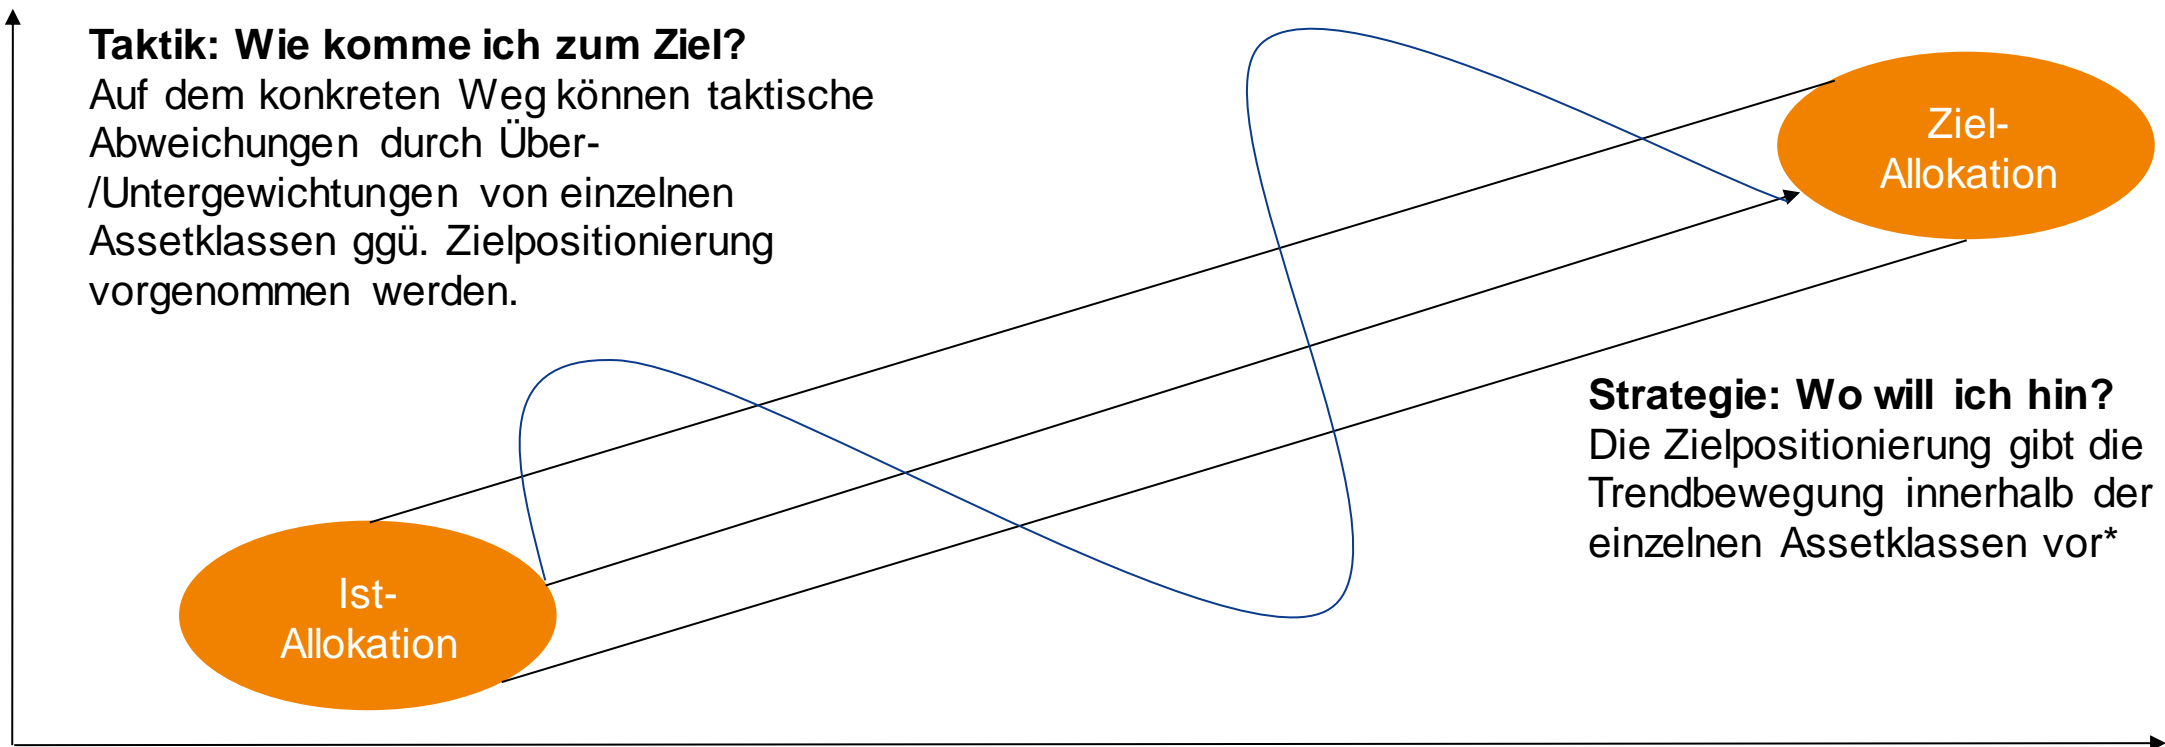 Taktik: Wie komme ich zum Ziel?
Auf dem konkreten Weg können taktische
Abweichungen durch Über-
/Untergewichtungen von einzelnen
Assetklassen ggü. Zielpositionierung
vorgenommen werden.
Ziel-
Allokation
Strategie: Wo will ich hin?
Die Zielpositionierung gibt die
Trendbewegung innerhalb der
einzelnen Assetklassen vor*
Ist-
Allokation